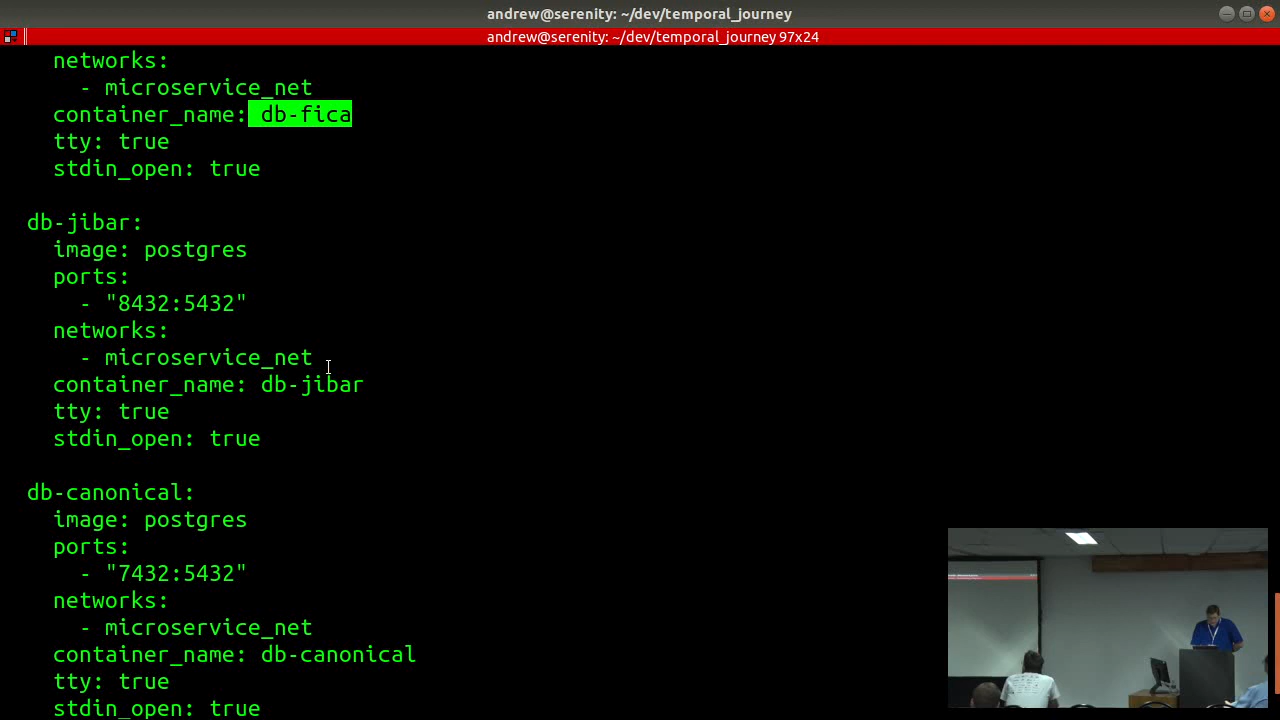 andrew@serenity: ~/dev/temporal_journey
andrew@serenity: ~/dev/temporal_journey 97x24
networks:
- microservice_net
container_name: db-fica
tty: true
stdin_open: true
db-jibar:
image: postgres
ports:
- "8432:5432"
networks:
- microservice_net
container_name: db-jibar
tty: true
stdin_open: true
db-canonical:
image: postgres
ports:
- "7432:5432"
networks:
- microservice_net
container_name: db-canonical
tty: true
stdin_open: true